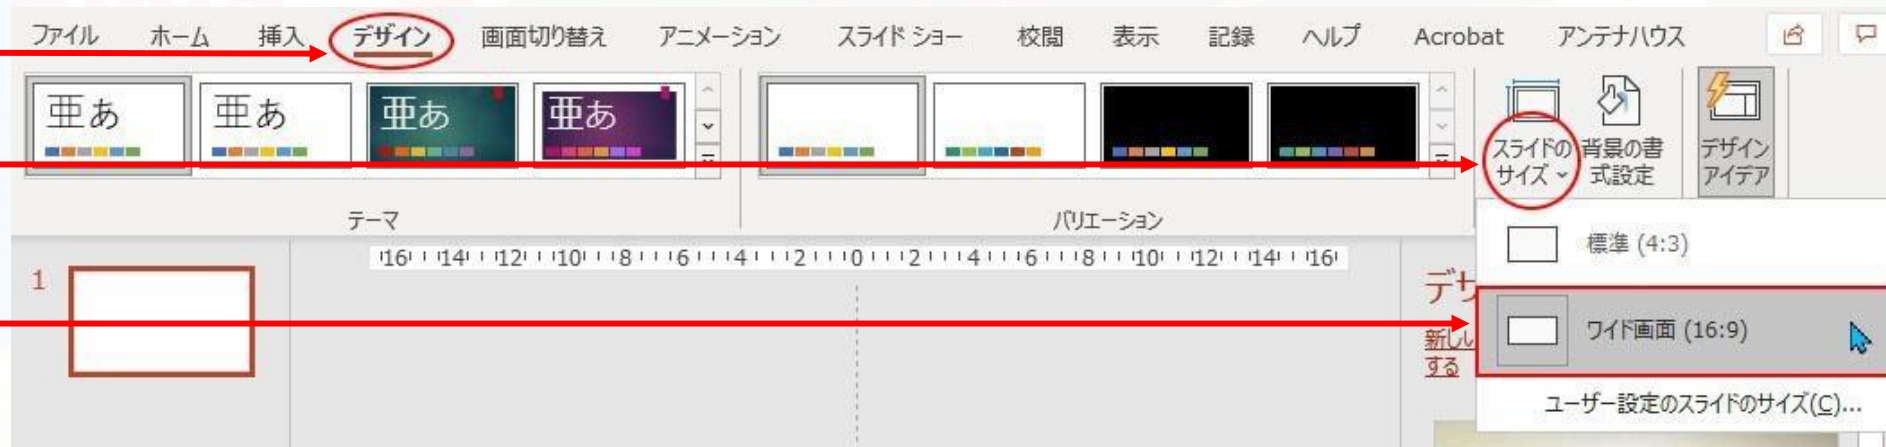 ファイル ホーム 挿入 デザイン 画面切り替え アニメーション スライド ショー 校閲 表示 記録 ヘルプ Acrobat アンテナハウス
亜あ 亜あ 亜あ 亜あ
スライドの
サイズ
背景の書
式設定
デザイン
アイデア
テーマ バリエーション
標準 (4:3)
16 14 12 10 8 6 4 2 0 2 4 6 8 10 12 14 16
1
ワイド画面 (16:9)
新しい
する
ユーザー設定のスライドのサイズ(C)...